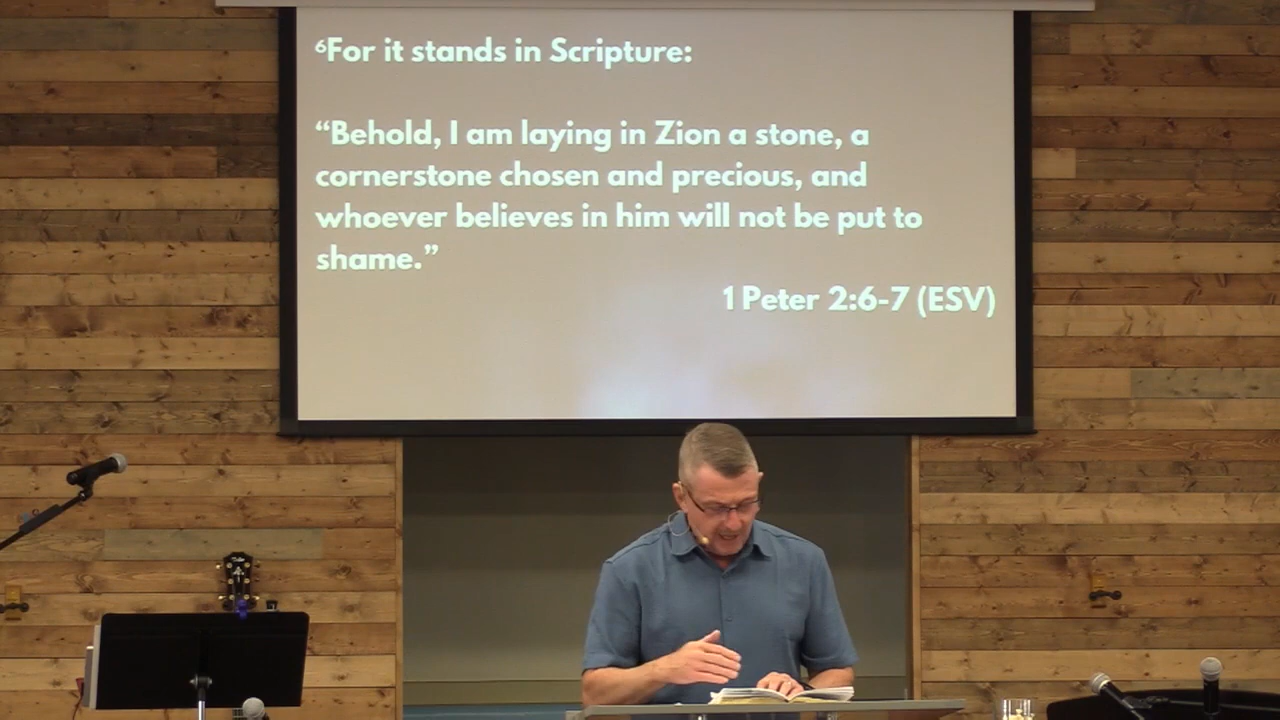 ⁶For it stands in Scripture:
“Behold, I am laying in Zion a stone, a
cornerstone chosen and precious, and
whoever believes in him will not be put to
shame.”
1 Peter 2:6-7 (ESV)